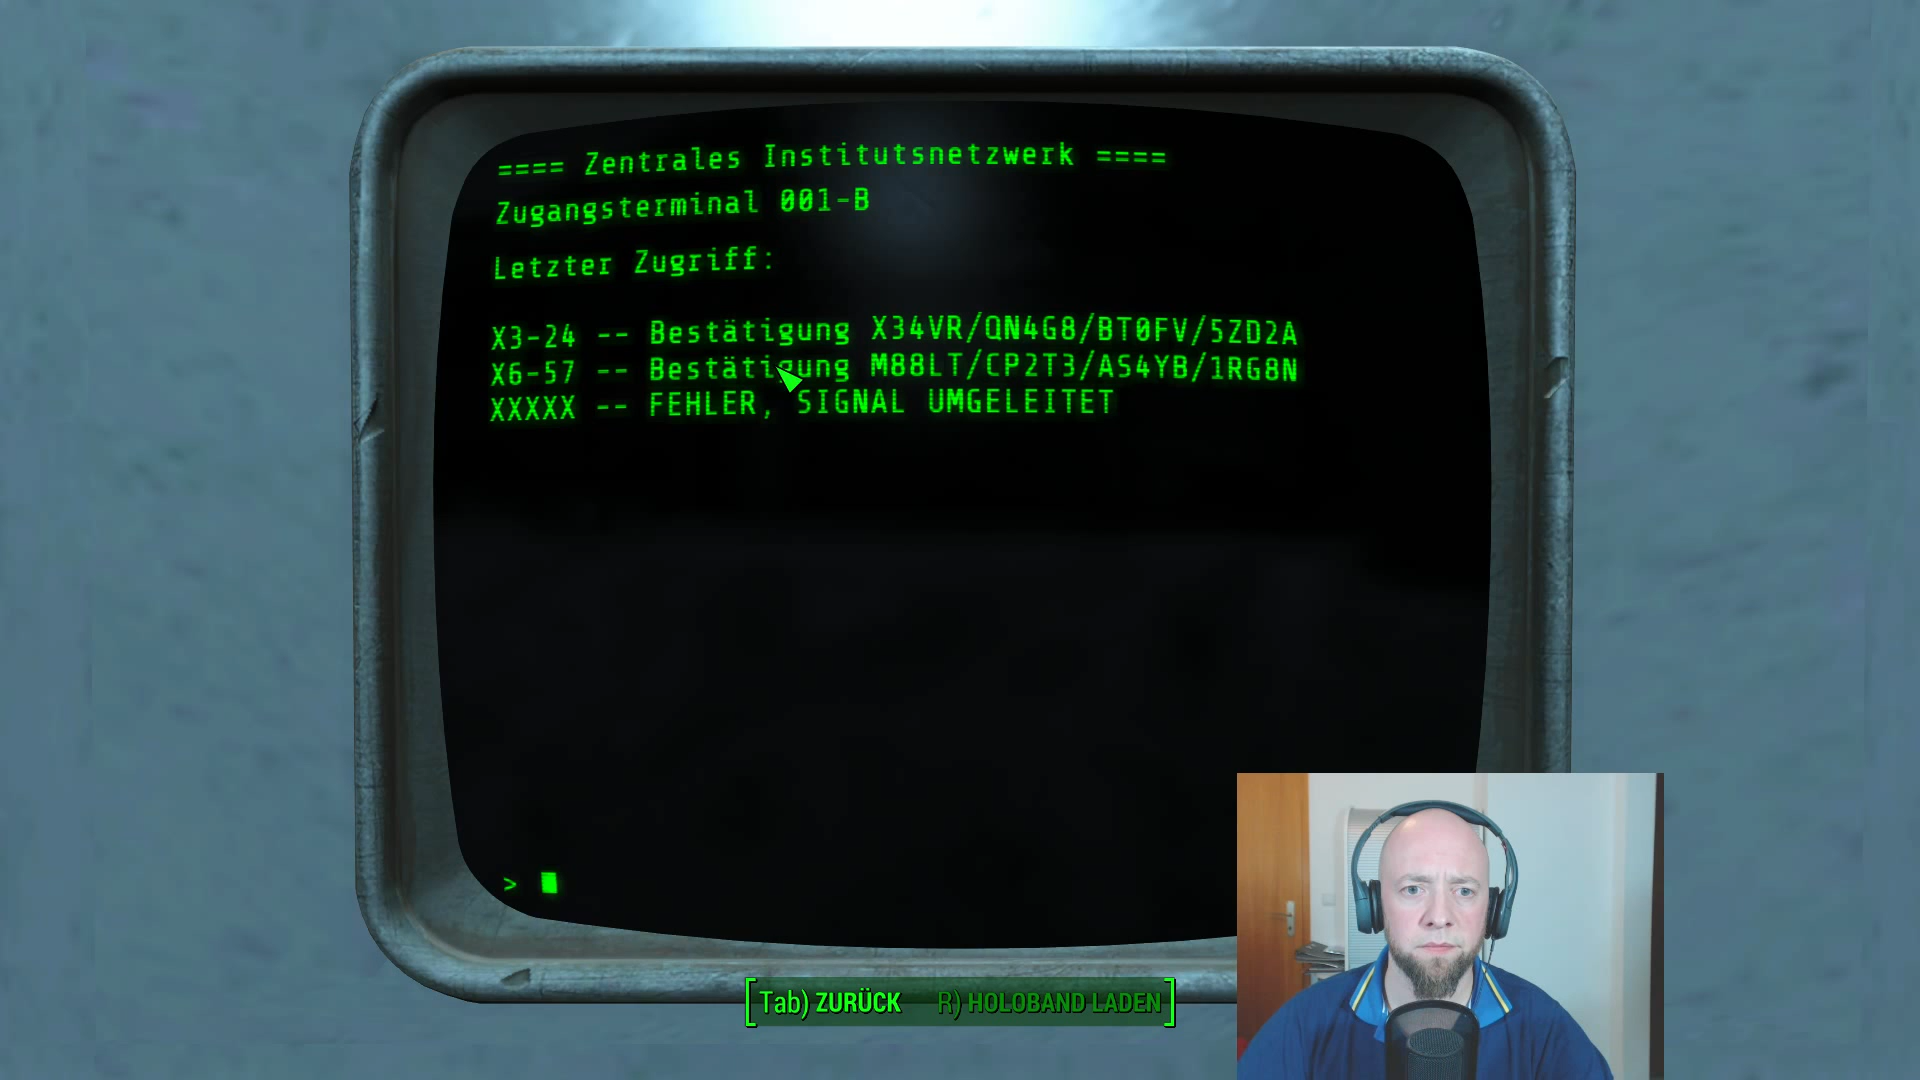 ==== Zentrales Institutsnetzwerk ====
Zugangsterminal 001-B
Letzter Zugriff:
X3-24 -- Bestätigung X34VR/QN4G8/BT0FV/5ZD2A
X6-57 -- Bestätigung M88LT/CP2T3/AS4YB/1RG8N
XXXXX -- FEHLER, SIGNAL UMGELEITET
>
[Tab) ZURÜCK R) HOLOBAND LADEN]